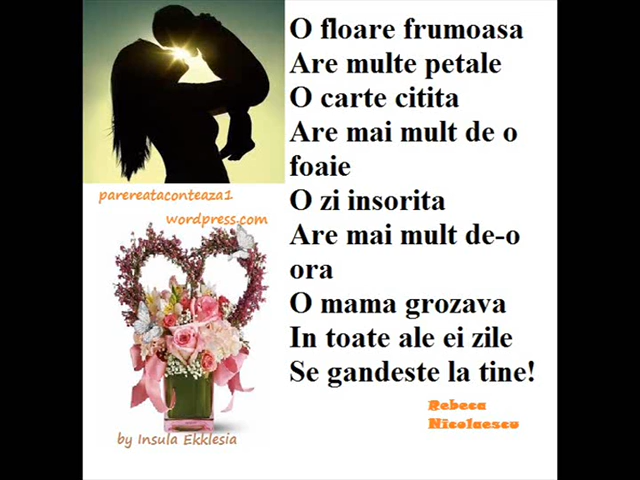 O floare frumoasa
Are multe petale
O carte citita
Are mai mult de o
foaie
O zi insorita
Are mai mult de-o
ora
O mama grozava
In toate ale ei zile
Se gandeste la tine!
Rebeca
Nicolaescu
parereataconteaza1
wordpress.com
by Insula Ekklesia